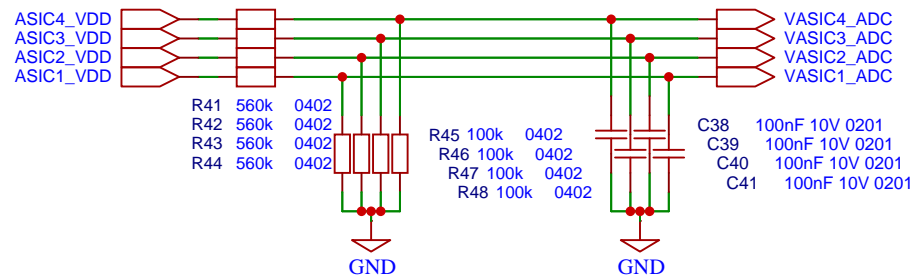 ASIC4_VDD VASIC4_ADC
ASIC3_VDD VASIC3_ADC
ASIC2_VDD VASIC2_ADC
ASIC1_VDD VASIC1_ADC
R41 560k 0402
R42 560k 0402
R43 560k 0402
R44 560k 0402
R45 100k 0402
R46 100k 0402
R47 100k 0402
R48 100k 0402
C38 100nF 10V 0201
C39 100nF 10V 0201
C40 100nF 10V 0201
C41 100nF 10V 0201
GND GND